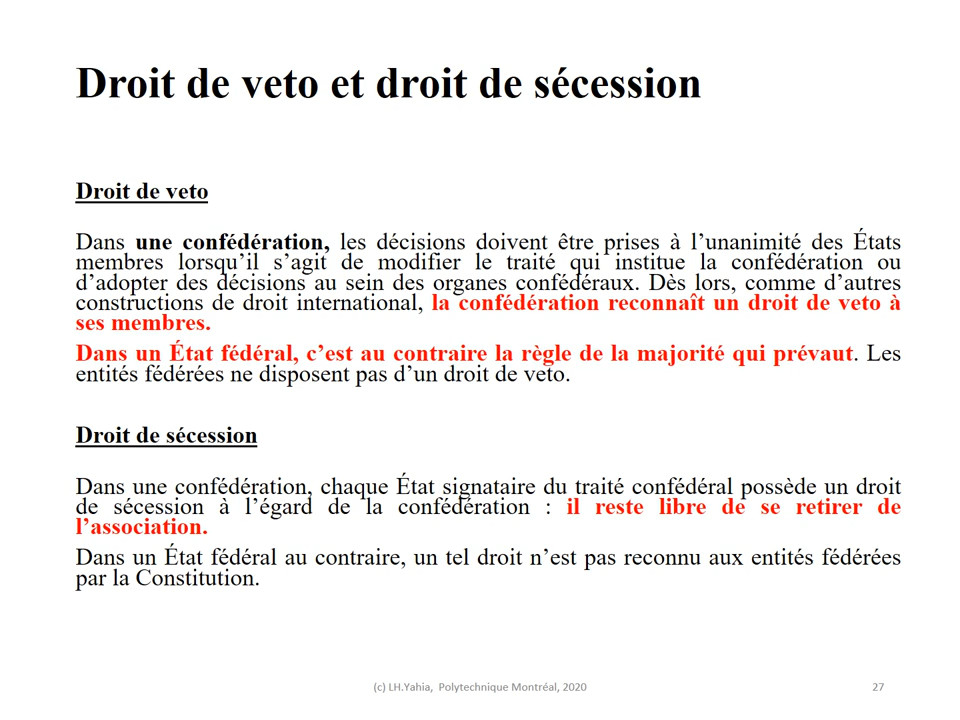 Droit de veto et droit de sécession
Droit de veto
Dans une confédération, les décisions doivent être prises à l’unanimité des États
membres lorsqu’il s’agit de modifier le traité qui institue la confédération ou
d’adopter des décisions au sein des organes confédéraux. Dès lors, comme d’autres
constructions de droit international, la confédération reconnaît un droit de veto à
ses membres.
Dans un État fédéral, c’est au contraire la règle de la majorité qui prévaut. Les
entités fédérées ne disposent pas d’un droit de veto.
Droit de sécession
Dans une confédération, chaque État signataire du traité confédéral possède un droit
de sécession à l’égard de la confédération : il reste libre de se retirer de
l’association.
Dans un État fédéral au contraire, un tel droit n’est pas reconnu aux entités fédérées
par la Constitution.
(c) LH.Yahia, Polytechnique Montréal, 2020
27